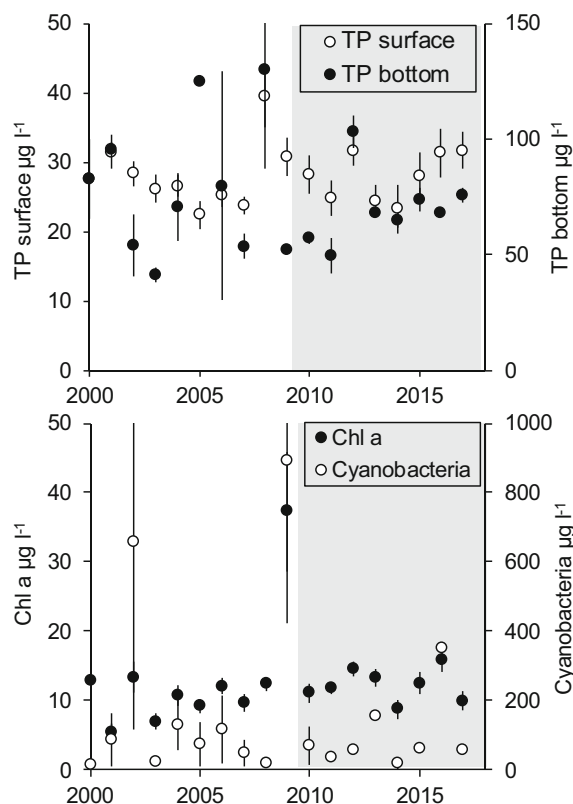 50
40
30
20
10
0
TP surface µg l-1
TP surface
TP bottom
150
100
50
0
TP bottom µg l-1
2000 2005 2010 2015
50
40
30
20
10
0
Chl a µg l-1
Chl a
Cyanobacteria
1000
800
600
400
200
0
Cyanobacteria µg l-1
2000 2005 2010 2015